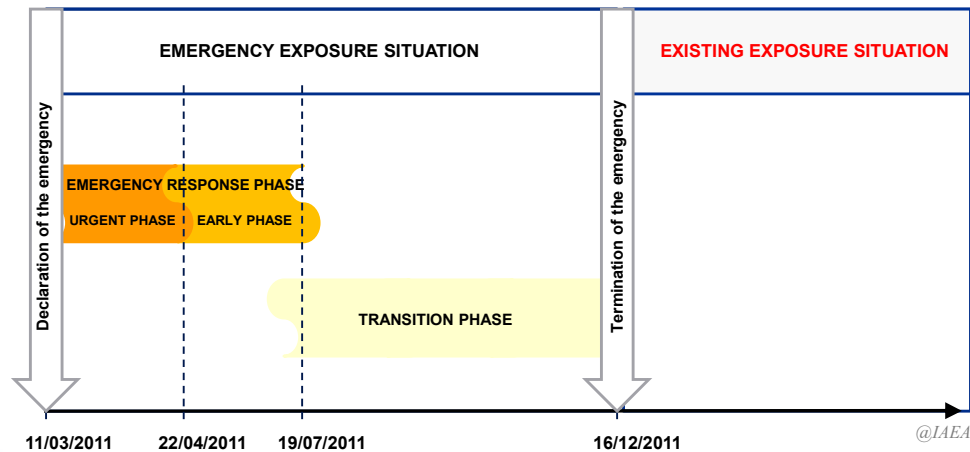 EMERGENCY EXPOSURE SITUATION
EXISTING EXPOSURE SITUATION
Declaration of the emergency
Termination of the emergency
EMERGENCY RESPONSE PHASE
URGENT PHASE
EARLY PHASE
TRANSITION PHASE
11/03/2011
22/04/2011
19/07/2011
16/12/2011
@IAEA